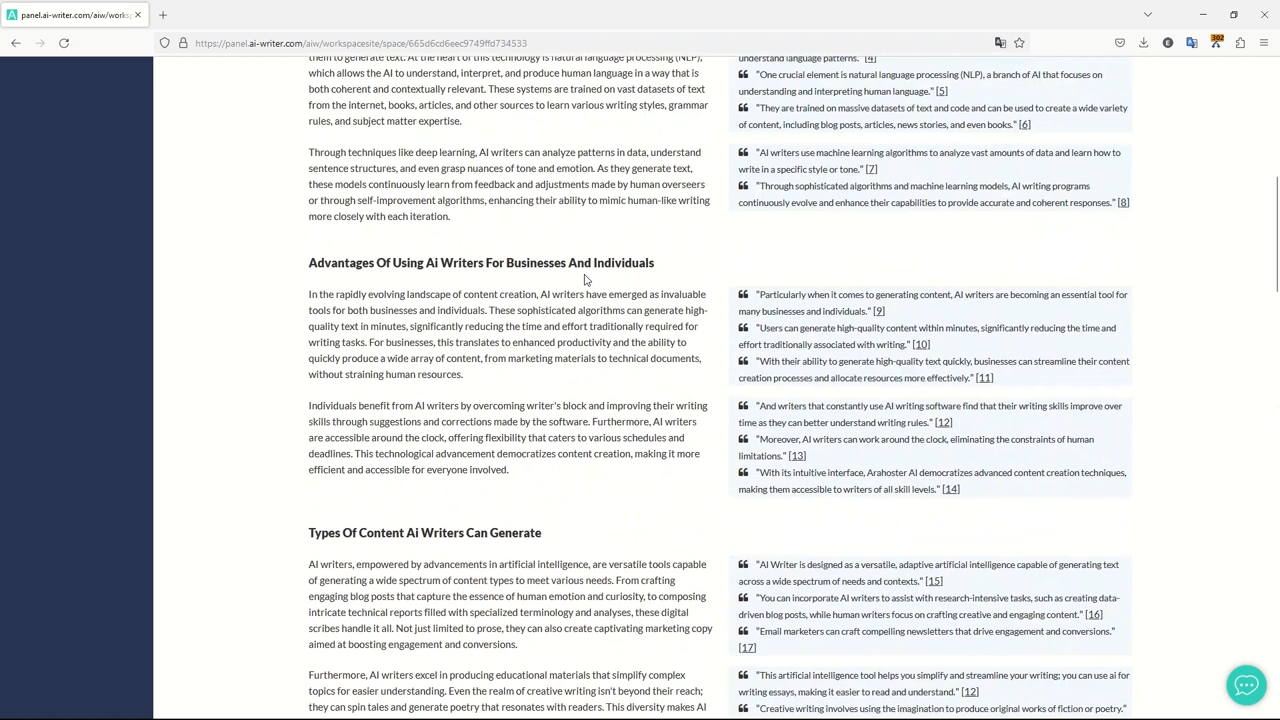 panel.ai-writer.com/aiw/works
https://panel.ai-writer.com/aiw/workspacesite/space/665d6cd6eec9749ffd734533
302
them to generate text. At the heart of this technology is natural language processing (NLP),
which allows the AI to understand, interpret, and produce human language in a way that is
both coherent and contextually relevant. These systems are trained on vast datasets of text
from the internet, books, articles, and other sources to learn various writing styles, grammar
rules, and subject matter expertise.
understand language patterns." [4]
"One crucial element is natural language processing (NLP), a branch of AI that focuses on
understanding and interpreting human language." [5]
"They are trained on massive datasets of text and code and can be used to create a wide variety
of content, including blog posts, articles, news stories, and even books." [6]
Through techniques like deep learning, AI writers can analyze patterns in data, understand
sentence structures, and even grasp nuances of tone and emotion. As they generate text,
these models continuously learn from feedback and adjustments made by human overseers
or through self-improvement algorithms, enhancing their ability to mimic human-like writing
more closely with each iteration.
"AI writers use machine learning algorithms to analyze vast amounts of data and learn how to
write in a specific style or tone." [7]
"Through sophisticated algorithms and machine learning models, AI writing programs
continuously evolve and enhance their capabilities to provide accurate and coherent responses." [8]
Advantages Of Using Ai Writers For Businesses And Individuals
In the rapidly evolving landscape of content creation, AI writers have emerged as invaluable
tools for both businesses and individuals. These sophisticated algorithms can generate high-
quality text in minutes, significantly reducing the time and effort traditionally required for
writing tasks. For businesses, this translates to enhanced productivity and the ability to
quickly produce a wide array of content, from marketing materials to technical documents,
without straining human resources.
"Particularly when it comes to generating content, AI writers are becoming an essential tool for
many businesses and individuals." [9]
"Users can generate high-quality content within minutes, significantly reducing the time and
effort traditionally associated with writing." [10]
"With their ability to generate high-quality text quickly, businesses can streamline their content
creation processes and allocate resources more effectively." [11]
Individuals benefit from AI writers by overcoming writer's block and improving their writing
skills through suggestions and corrections made by the software. Furthermore, AI writers
are accessible around the clock, offering flexibility that caters to various schedules and
deadlines. This technological advancement democratizes content creation, making it more
efficient and accessible for everyone involved.
"And writers that constantly use AI writing software find that their writing skills improve over
time as they can better understand writing rules." [12]
"Moreover, AI writers can work around the clock, eliminating the constraints of human
limitations." [13]
"With its intuitive interface, Arahoster AI democratizes advanced content creation techniques,
making them accessible to writers of all skill levels." [14]
Types Of Content Ai Writers Can Generate
AI writers, empowered by advancements in artificial intelligence, are versatile tools capable
of generating a wide spectrum of content types to meet various needs. From crafting
engaging blog posts that capture the essence of human emotion and curiosity, to composing
intricate technical reports filled with specialized terminology and analyses, these digital
scribes handle it all. Not just limited to prose, they can also create captivating marketing copy
aimed at boosting engagement and conversions.
"AI Writer is designed as a versatile, adaptive artificial intelligence capable of generating text
across a wide spectrum of needs and contexts." [15]
"You can incorporate AI writers to assist with research-intensive tasks, such as creating data-
driven blog posts, while human writers focus on crafting creative and engaging content." [16]
"Email marketers can craft compelling newsletters that drive engagement and conversions."
[17]
Furthermore, AI writers excel in producing educational materials that simplify complex
topics for easier understanding. Even the realm of creative writing isn't beyond their reach;
they can spin tales and generate poetry that resonates with readers. This diversity makes AI
"This artificial intelligence tool helps you simplify and streamline your writing; you can use ai for
writing essays, making it easier to read and understand." [12]
"Creative writing involves using the imagination to produce original works of fiction or poetry."